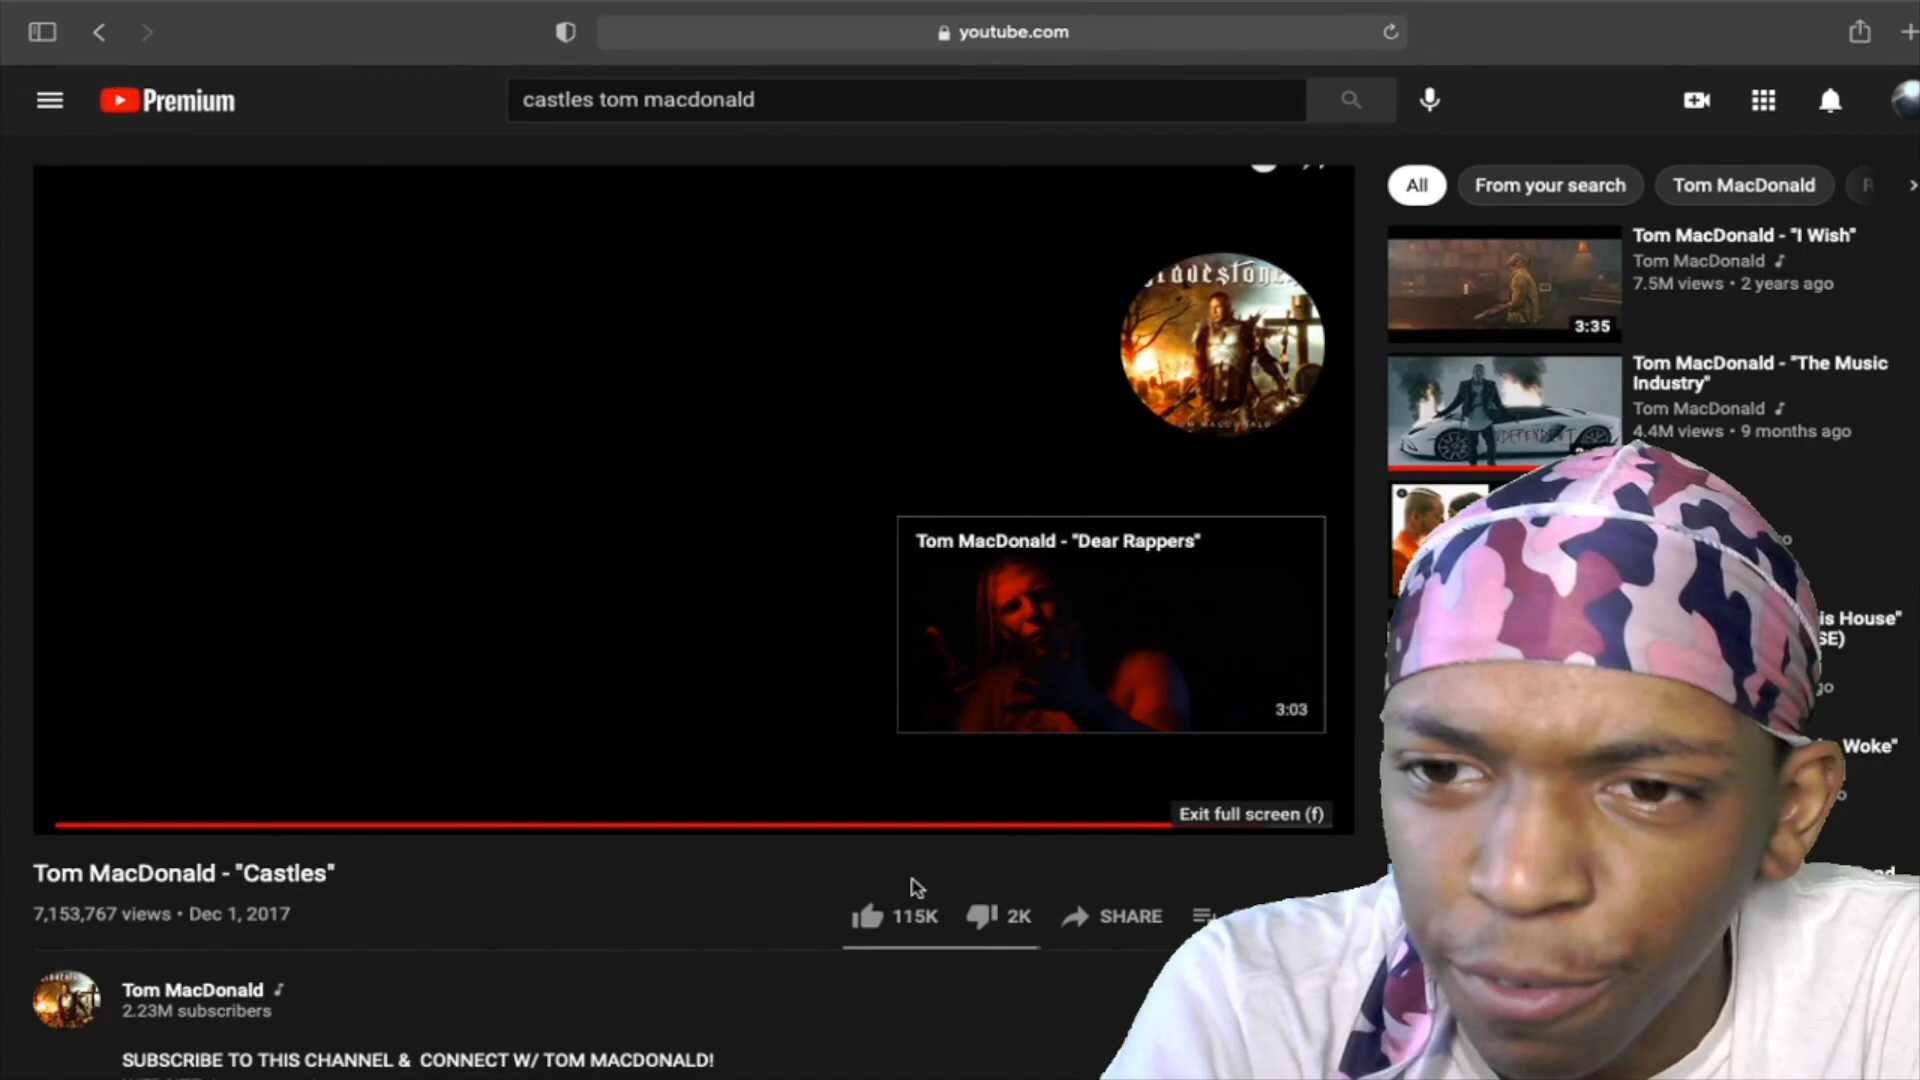 youtube.com
Premium
castles tom macdonald
All
From your search
Tom MacDonald
Tom MacDonald - "I Wish"
Tom MacDonald
7.5M views • 2 years ago
3:35
Tom MacDonald - "The Music
Industry"
Tom MacDonald
4.4M views • 9 months ago
INDEPENDENT
is House"
SE)
Woke"
Tom MacDonald - "Dear Rappers"
3:03
Exit full screen (f)
Tom MacDonald - "Castles"
7,153,767 views • Dec 1, 2017
115K
2K
SHARE
Tom MacDonald
2.23M subscribers
SUBSCRIBE TO THIS CHANNEL & CONNECT W/ TOM MACDONALD!